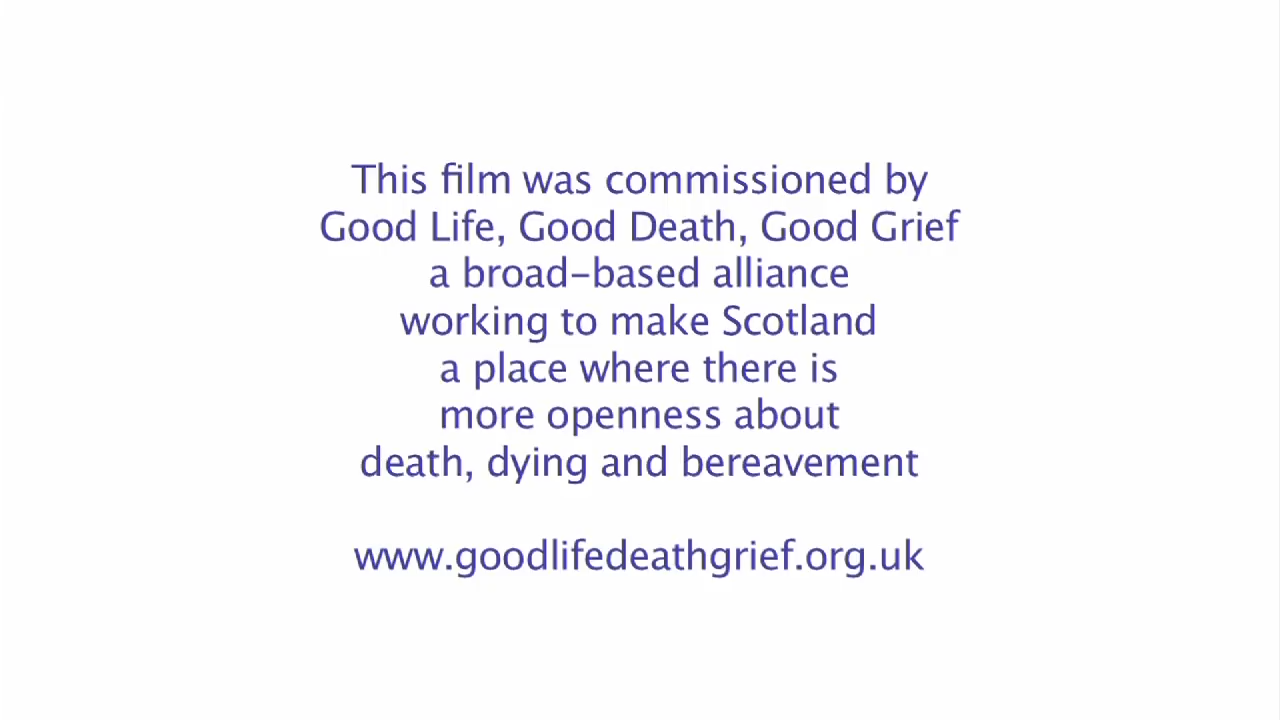 This film was commissioned by
Good Life, Good Death, Good Grief
a broad-based alliance
working to make Scotland
a place where there is
more openness about
death, dying and bereavement
www.goodlifedeathgrief.org.uk